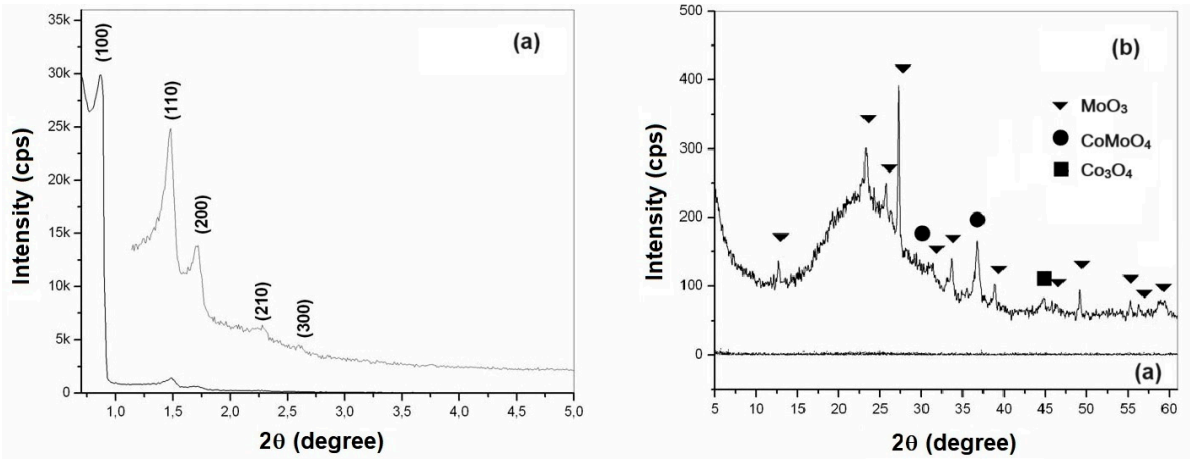 (a)
35k
30k
25k
20k
15k
10k
5k
0
Intensity (cps)
(100)
(110)
(200)
(210)
(300)
1,0 1,5 2,0 2,5 3,0 3,5 4,0 4,5 5,0
2θ (degree)
(b)
500
400
300
200
100
0
Intensity (cps)
MoO₃
CoMoO₄
Co₃O₄
(a)
5 10 15 20 25 30 35 40 45 50 55 60
2θ (degree)